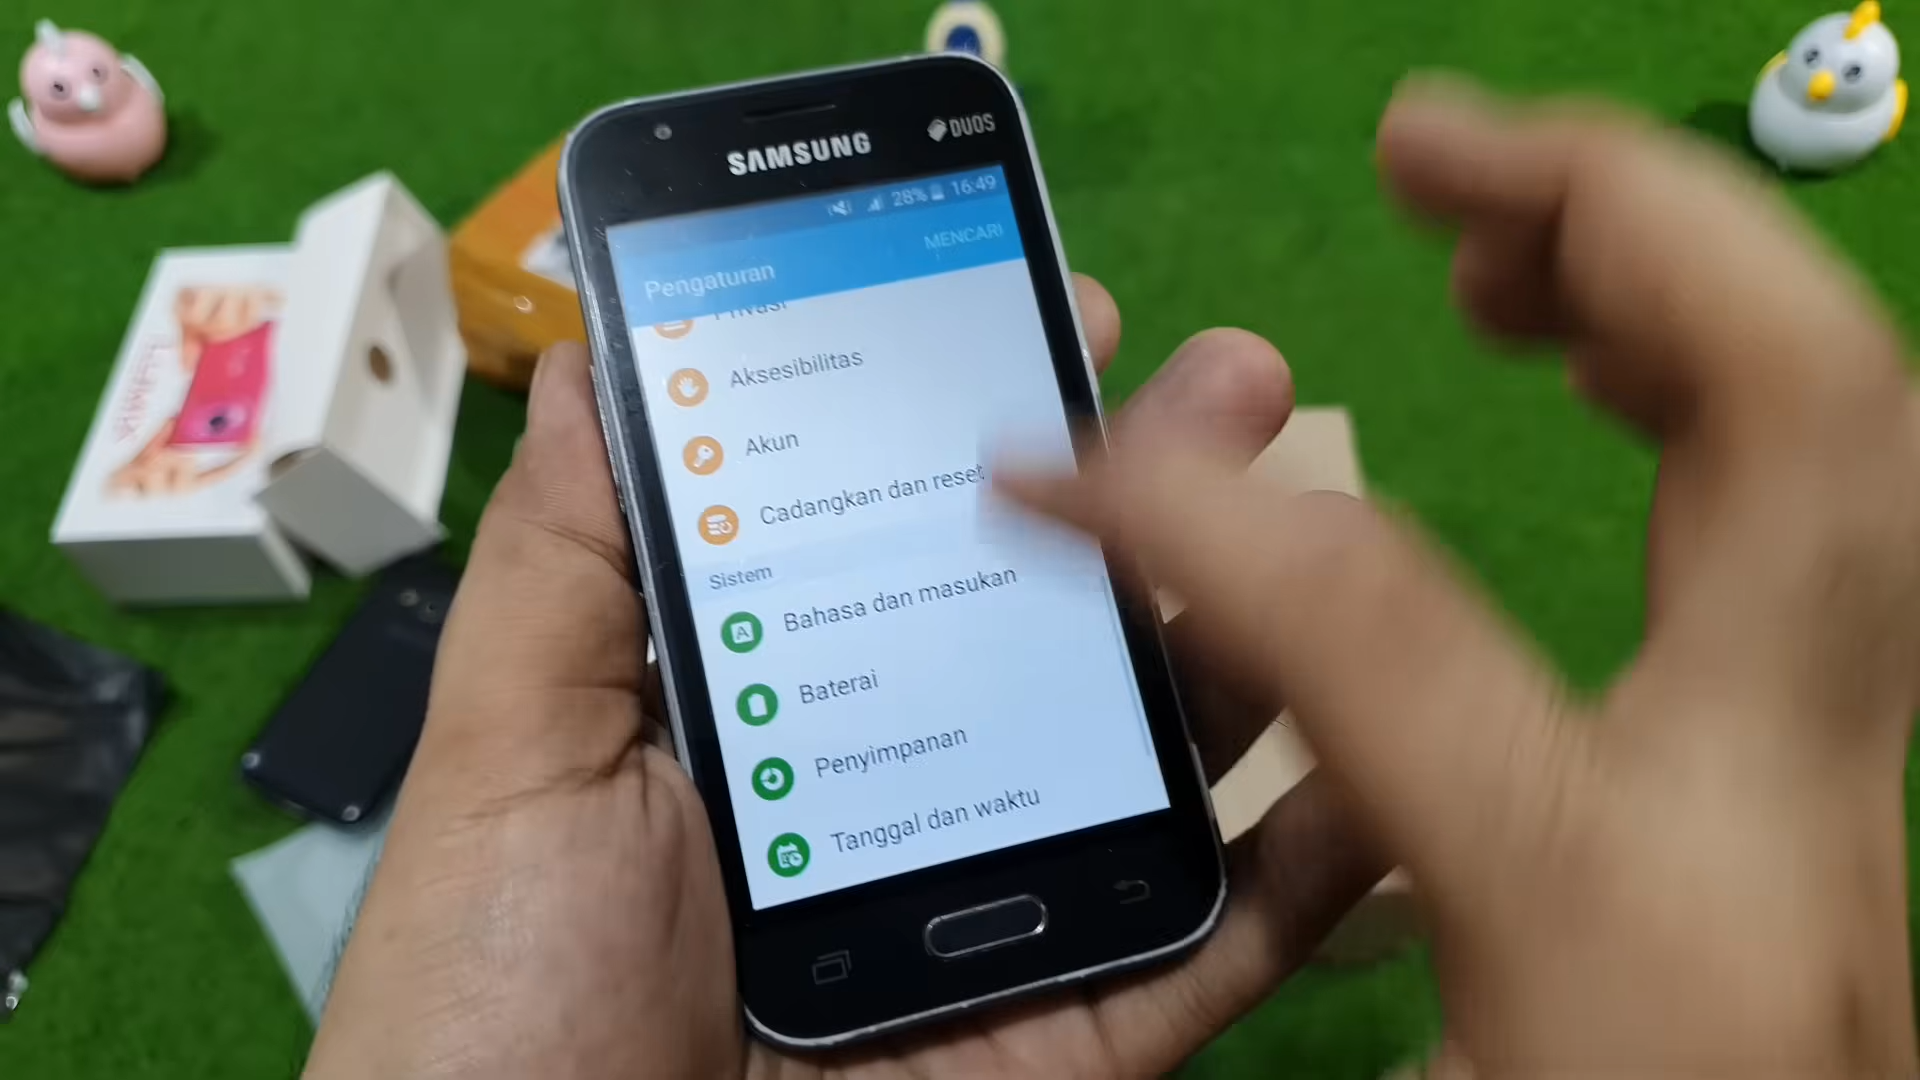 SAMSUNG
DUOS
28% 16:49
MENCARI
Pengaturan
Privasi
Aksesibilitas
Akun
Cadangkan dan reset
Sistem
Bahasa dan masukan
Baterai
Penyimpanan
Tanggal dan waktu